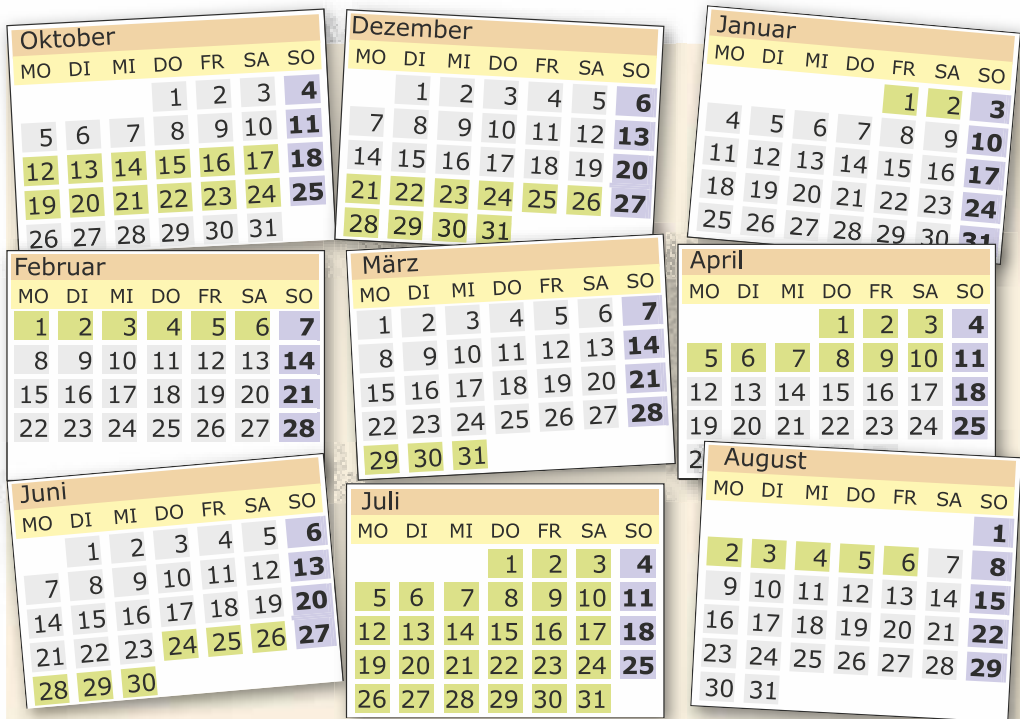 Oktober
MO DI MI DO FR SA SO
1 2 3 4
5 6 7 8 9 10 11
12 13 14 15 16 17 18
19 20 21 22 23 24 25
26 27 28 29 30 31
Dezember
MO DI MI DO FR SA SO
1 2 3 4 5 6
7 8 9 10 11 12 13
14 15 16 17 18 19 20
21 22 23 24 25 26 27
28 29 30 31
Januar
MO DI MI DO FR SA SO
1 2 3
4 5 6 7 8 9 10
11 12 13 14 15 16 17
18 19 20 21 22 23 24
25 26 27 28 29 30 31
Februar
MO DI MI DO FR SA SO
1 2 3 4 5 6 7
8 9 10 11 12 13 14
15 16 17 18 19 20 21
22 23 24 25 26 27 28
März
MO DI MI DO FR SA SO
1 2 3 4 5 6 7
8 9 10 11 12 13 14
15 16 17 18 19 20 21
22 23 24 25 26 27 28
29 30 31
April
MO DI MI DO FR SA SO
1 2 3 4
5 6 7 8 9 10 11
12 13 14 15 16 17 18
19 20 21 22 23 24 25
Juni
MO DI MI DO FR SA SO
1 2 3 4 5 6
7 8 9 10 11 12 13
14 15 16 17 18 19 20
21 22 23 24 25 26 27
28 29 30
Juli
MO DI MI DO FR SA SO
1 2 3 4
5 6 7 8 9 10 11
12 13 14 15 16 17 18
19 20 21 22 23 24 25
26 27 28 29 30 31
August
MO DI MI DO FR SA SO
1
2 3 4 5 6 7 8
9 10 11 12 13 14 15
16 17 18 19 20 21 22
23 24 25 26 27 28 29
30 31